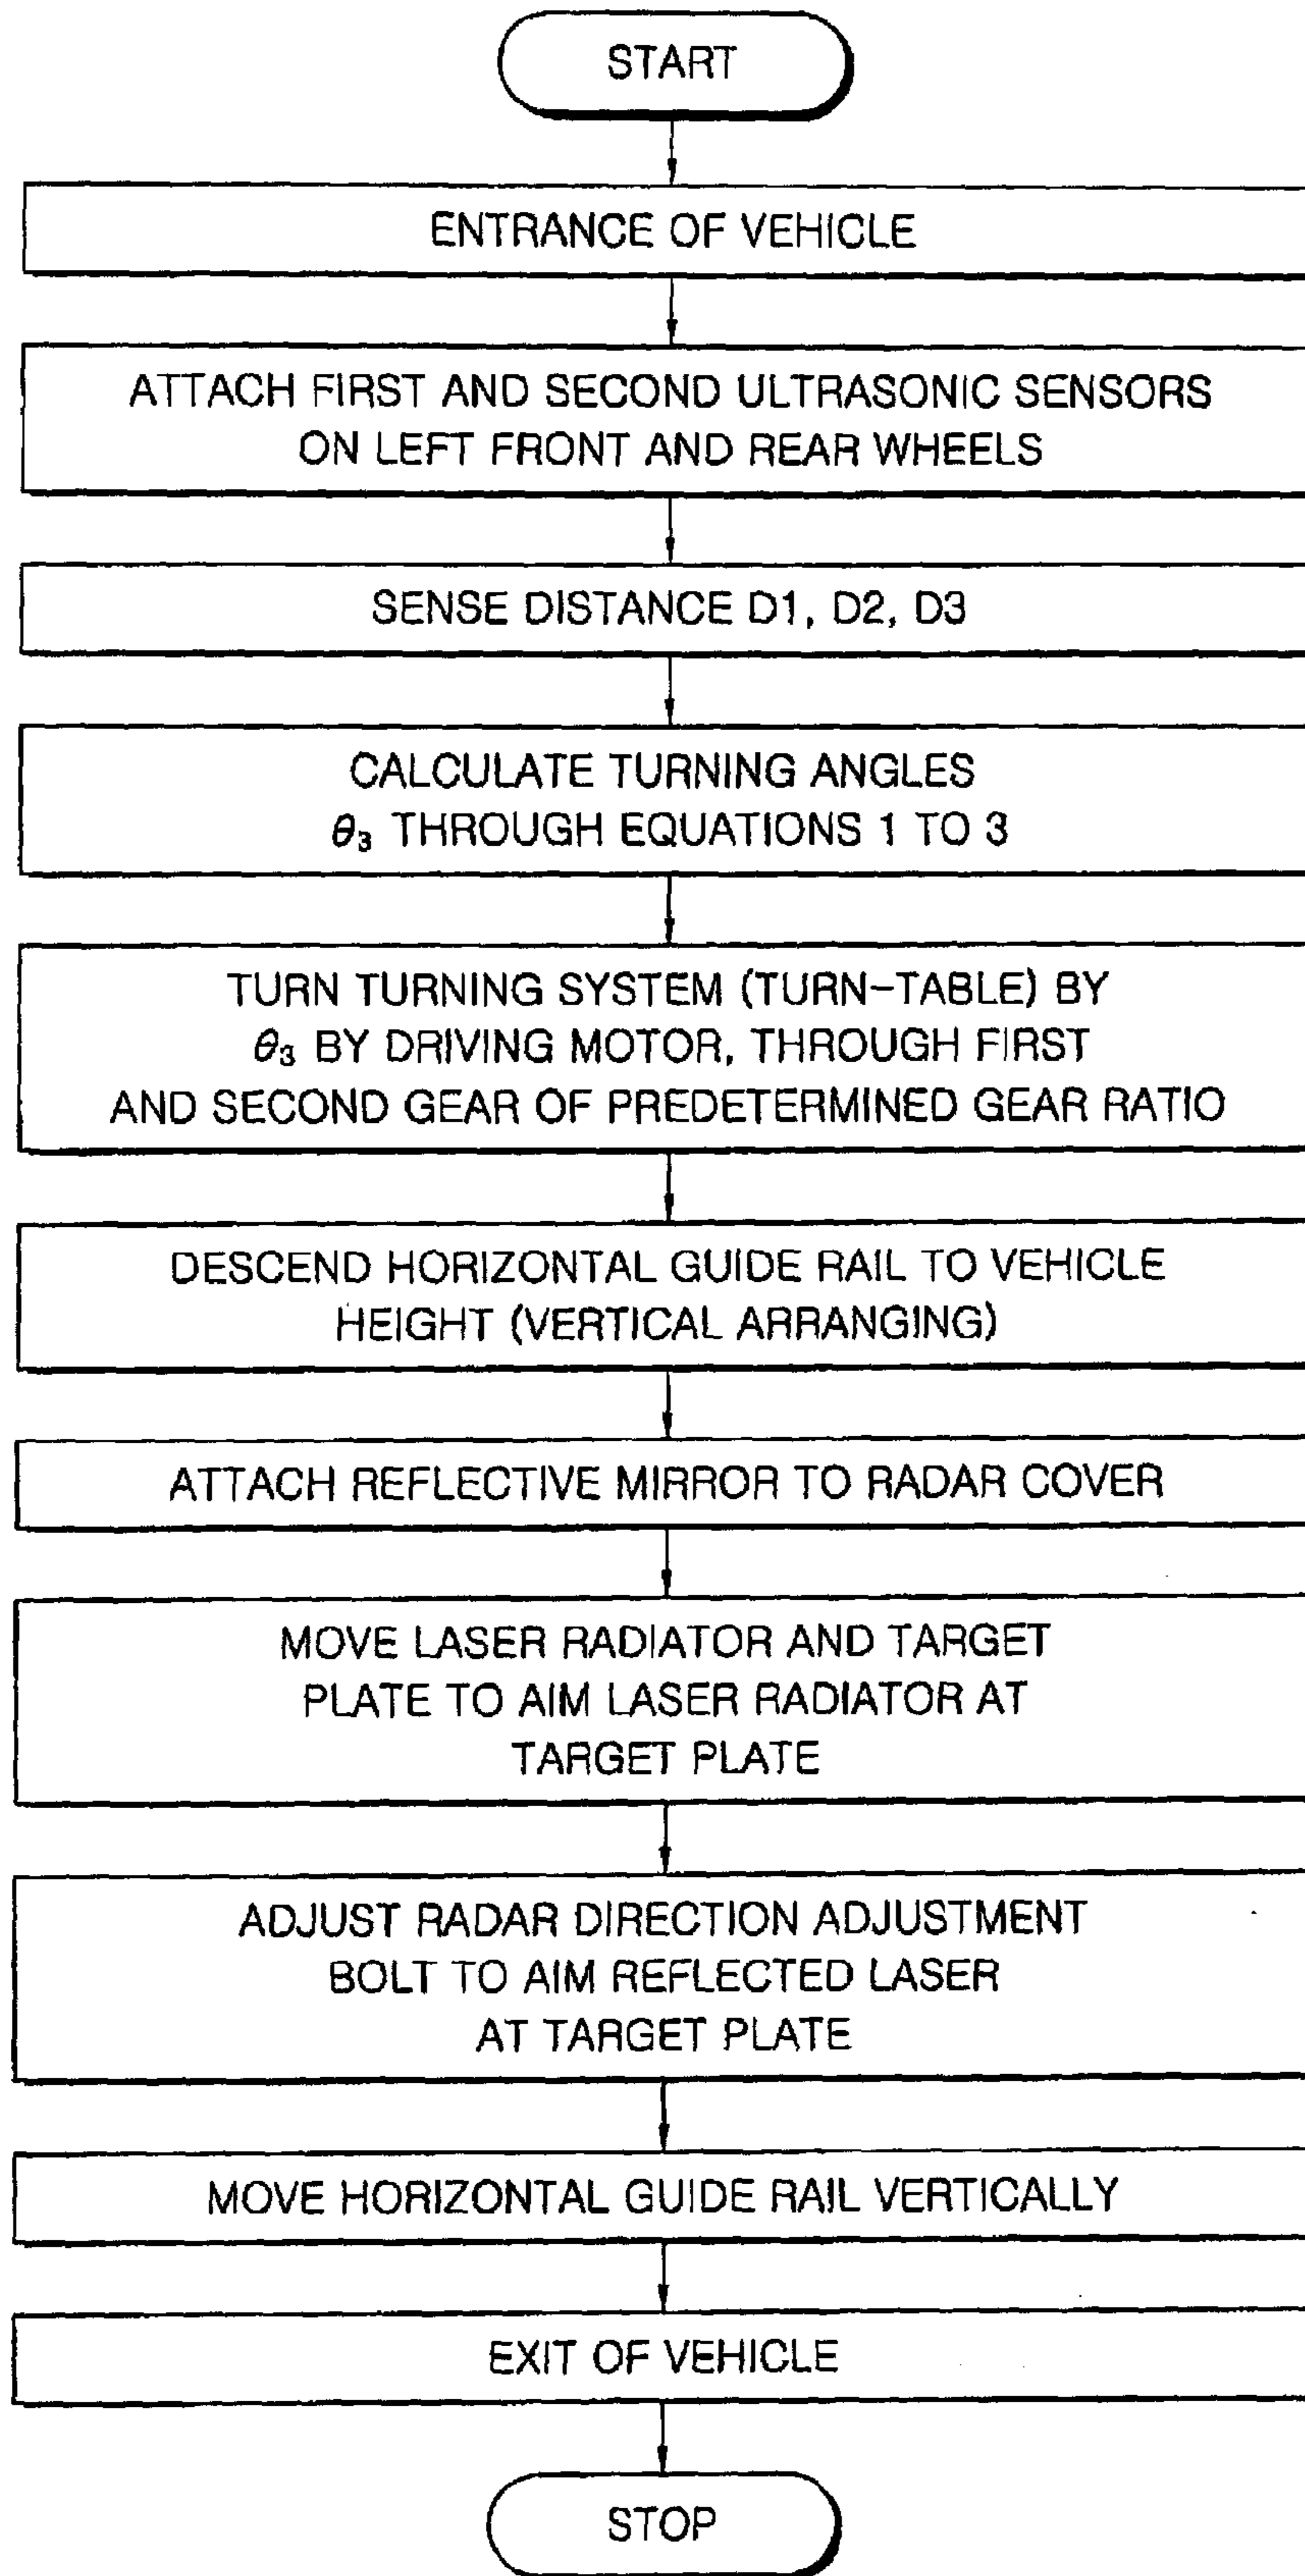 START
ENTRANCE OF VEHICLE
ATTACH FIRST AND SECOND ULTRASONIC SENSORS
ON LEFT FRONT AND REAR WHEELS
SENSE DISTANCE D1, D2, D3
CALCULATE TURNING ANGLES
θ₃ THROUGH EQUATIONS 1 TO 3
TURN TURNING SYSTEM (TURN-TABLE) BY
θ₃ BY DRIVING MOTOR, THROUGH FIRST
AND SECOND GEAR OF PREDETERMINED GEAR RATIO
DESCEND HORIZONTAL GUIDE RAIL TO VEHICLE
HEIGHT (VERTICAL ARRANGING)
ATTACH REFLECTIVE MIRROR TO RADAR COVER
MOVE LASER RADIATOR AND TARGET
PLATE TO AIM LASER RADIATOR AT
TARGET PLATE
ADJUST RADAR DIRECTION ADJUSTMENT
BOLT TO AIM REFLECTED LASER
AT TARGET PLATE
MOVE HORIZONTAL GUIDE RAIL VERTICALLY
EXIT OF VEHICLE
STOP